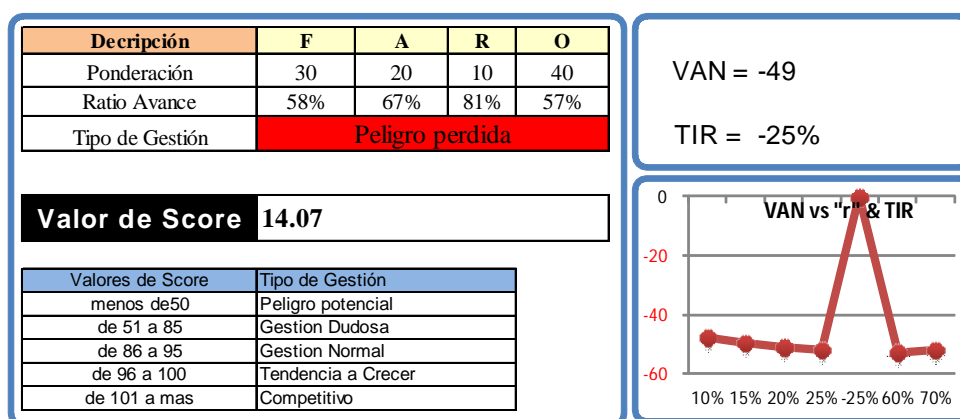 Decripción F A R O
Ponderación 30 20 10 40
Ratio Avance 58% 67% 81% 57%
Tipo de Gestión Peligro perdida
Valor de Score 14.07
Valores de Score Tipo de Gestión
menos de50 Peligro potencial
de 51 a 85 Gestion Dudosa
de 86 a 95 Gestion Normal
de 96 a 100 Tendencia a Crecer
de 101 a mas Competitivo
VAN = -49
TIR = -25%
VAN vs "r" & TIR
0
-20
-40
-60
10% 15% 20% 25% -25% 60% 70%